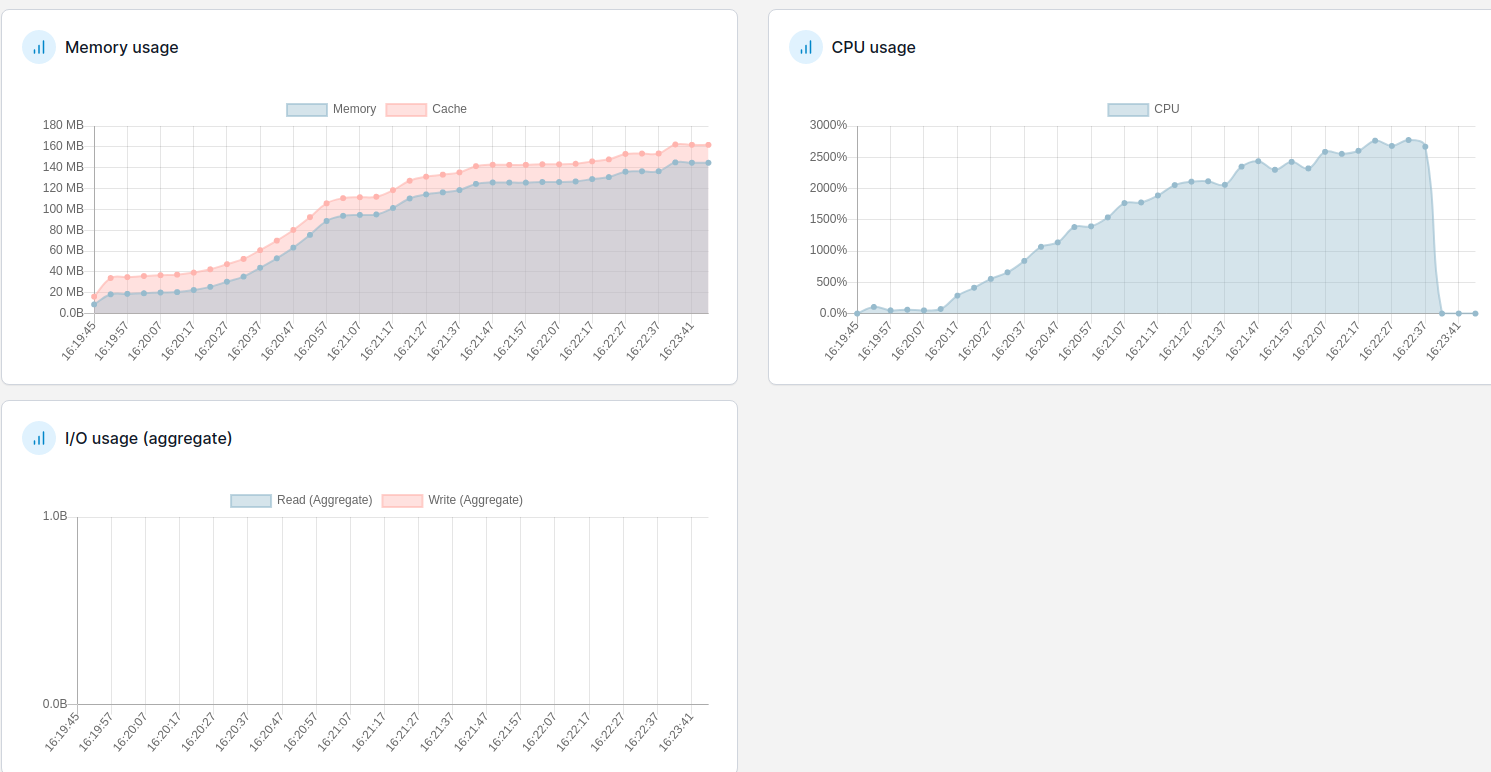 Memory usage
Memory Cache
180 MB
160 MB
140 MB
120 MB
100 MB
80 MB
60 MB
40 MB
20 MB
0.0B
16:19:45 16:19:57 16:20:07 16:20:17 16:20:27 16:20:37 16:20:47 16:20:57 16:21:07 16:21:17 16:21:27 16:21:37 16:21:47 16:21:57 16:22:07 16:22:17 16:22:27 16:22:37 16:23:41
CPU usage
CPU
3000%
2500%
2000%
1500%
1000%
500%
0.0%
16:19:45 16:19:57 16:20:07 16:20:17 16:20:27 16:20:37 16:20:47 16:20:57 16:21:07 16:21:17 16:21:27 16:21:37 16:21:47 16:21:57 16:22:07 16:22:17 16:22:27 16:22:37 16:23:41
I/O usage (aggregate)
Read (Aggregate) Write (Aggregate)
1.0B
0.0B
16:19:45 16:19:57 16:20:07 16:20:17 16:20:27 16:20:37 16:20:47 16:20:57 16:21:07 16:21:17 16:21:27 16:21:37 16:21:47 16:21:57 16:22:07 16:22:17 16:22:27 16:22:37 16:23:41